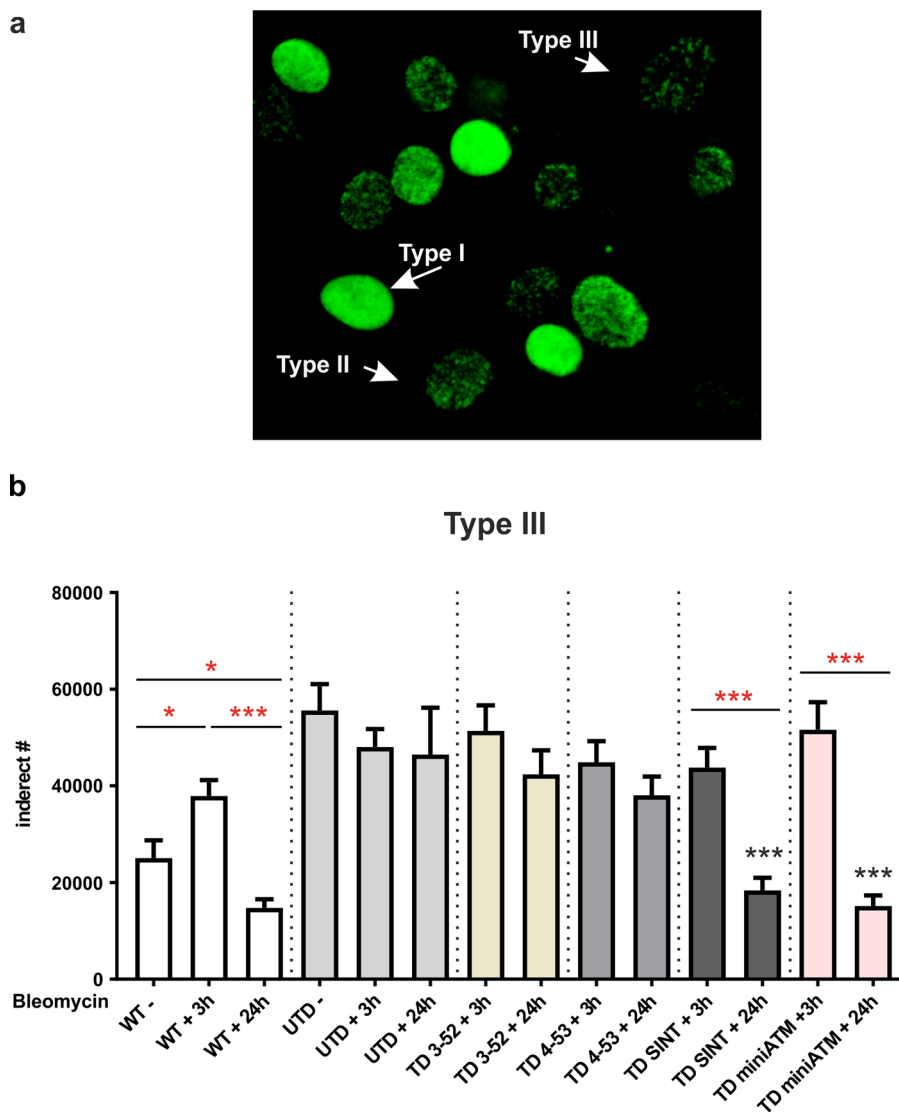 a
Type III
Type I
Type II
b
Type III
80000
60000
40000
20000
0
inderect #
*
*
***
***
***
***
***
Bleomycin
WT -
WT + 3h
WT + 24h
UTD -
UTD + 3h
UTD + 24h
TD 3-52 + 3h
TD 3-52 + 24h
TD 4-53 + 3h
TD 4-53 + 24h
TD SINT + 3h
TD SINT + 24h
TD miniATM +3h
TD miniATM + 24h